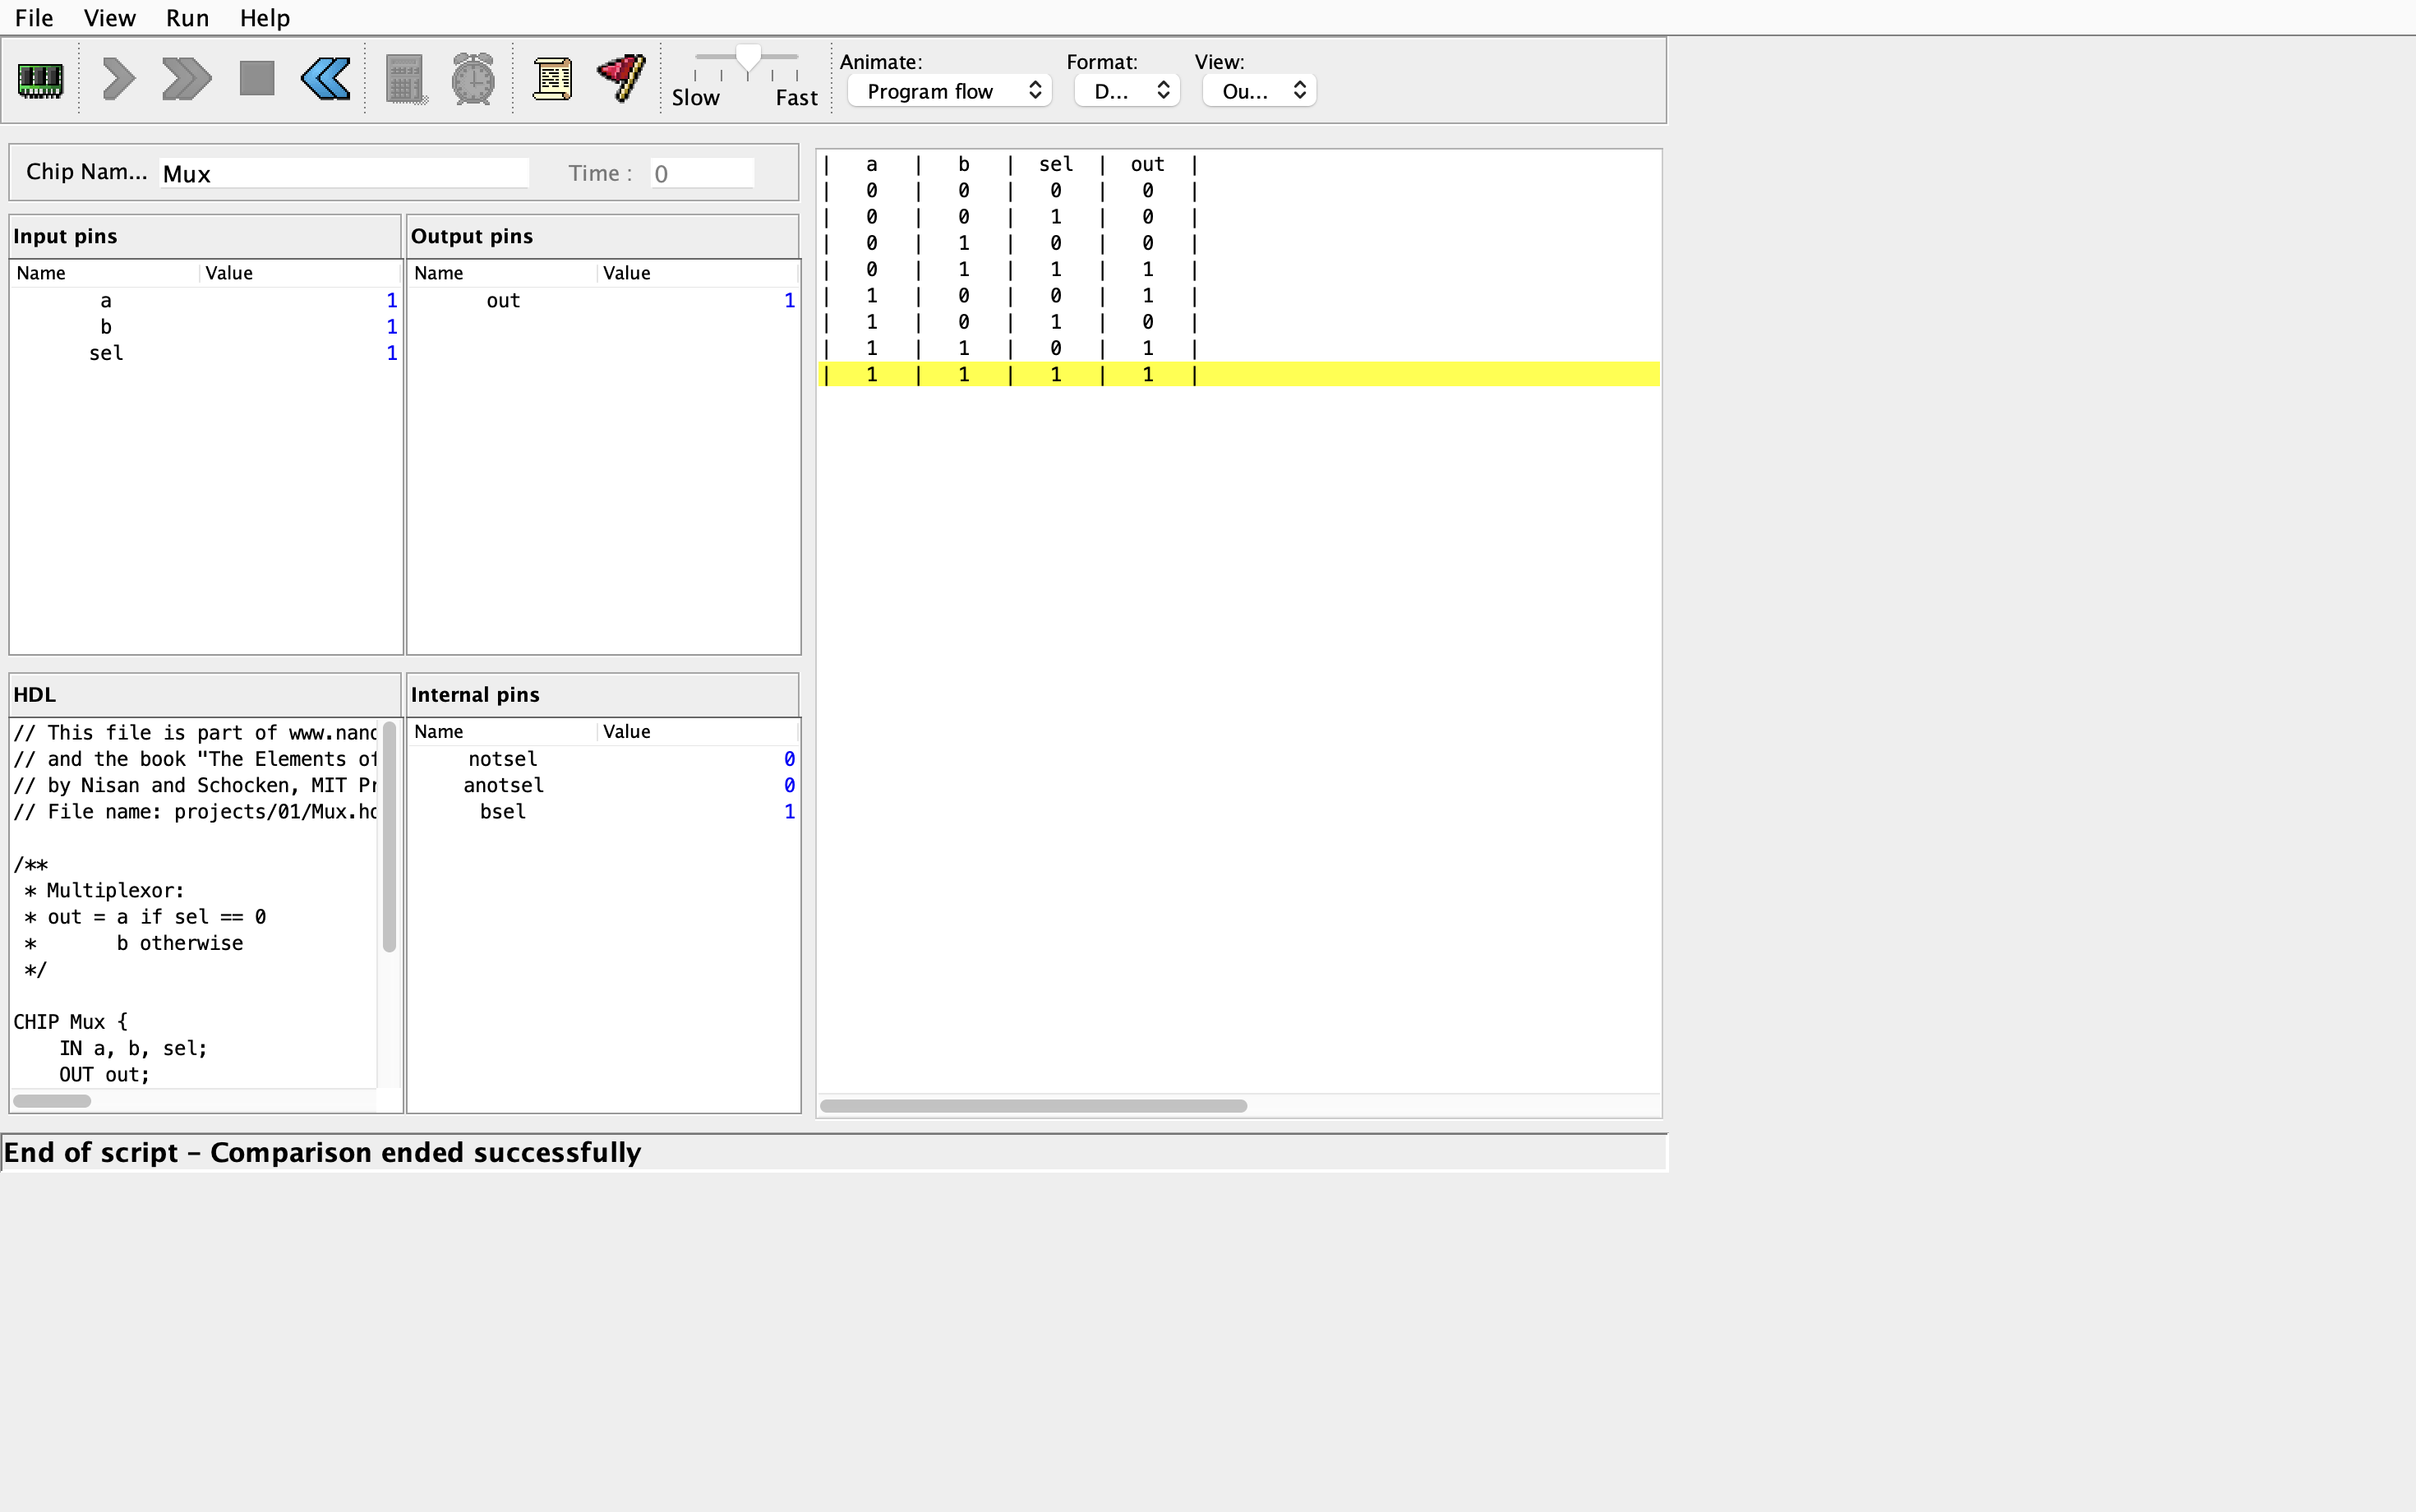 File View Run Help
Slow Fast
Animate: Format: View:
Program flow D... Ou...
Chip Nam... Mux Time : 0
Input pins
Name Value
a 1
b 1
sel 1
Output pins
Name Value
out 1
| a | b | sel | out |
| 0 | 0 | 0 | 0 |
| 0 | 0 | 1 | 0 |
| 0 | 1 | 0 | 0 |
| 0 | 1 | 1 | 1 |
| 1 | 0 | 0 | 1 |
| 1 | 0 | 1 | 0 |
| 1 | 1 | 0 | 1 |
| 1 | 1 | 1 | 1 |
HDL
// This file is part of www.nand
// and the book "The Elements of
// by Nisan and Schocken, MIT Pr
// File name: projects/01/Mux.hd
/**
* Multiplexor:
* out = a if sel == 0
* b otherwise
*/
CHIP Mux {
IN a, b, sel;
OUT out;
Internal pins
Name Value
notsel 0
anotsel 0
bsel 1
End of script - Comparison ended successfully